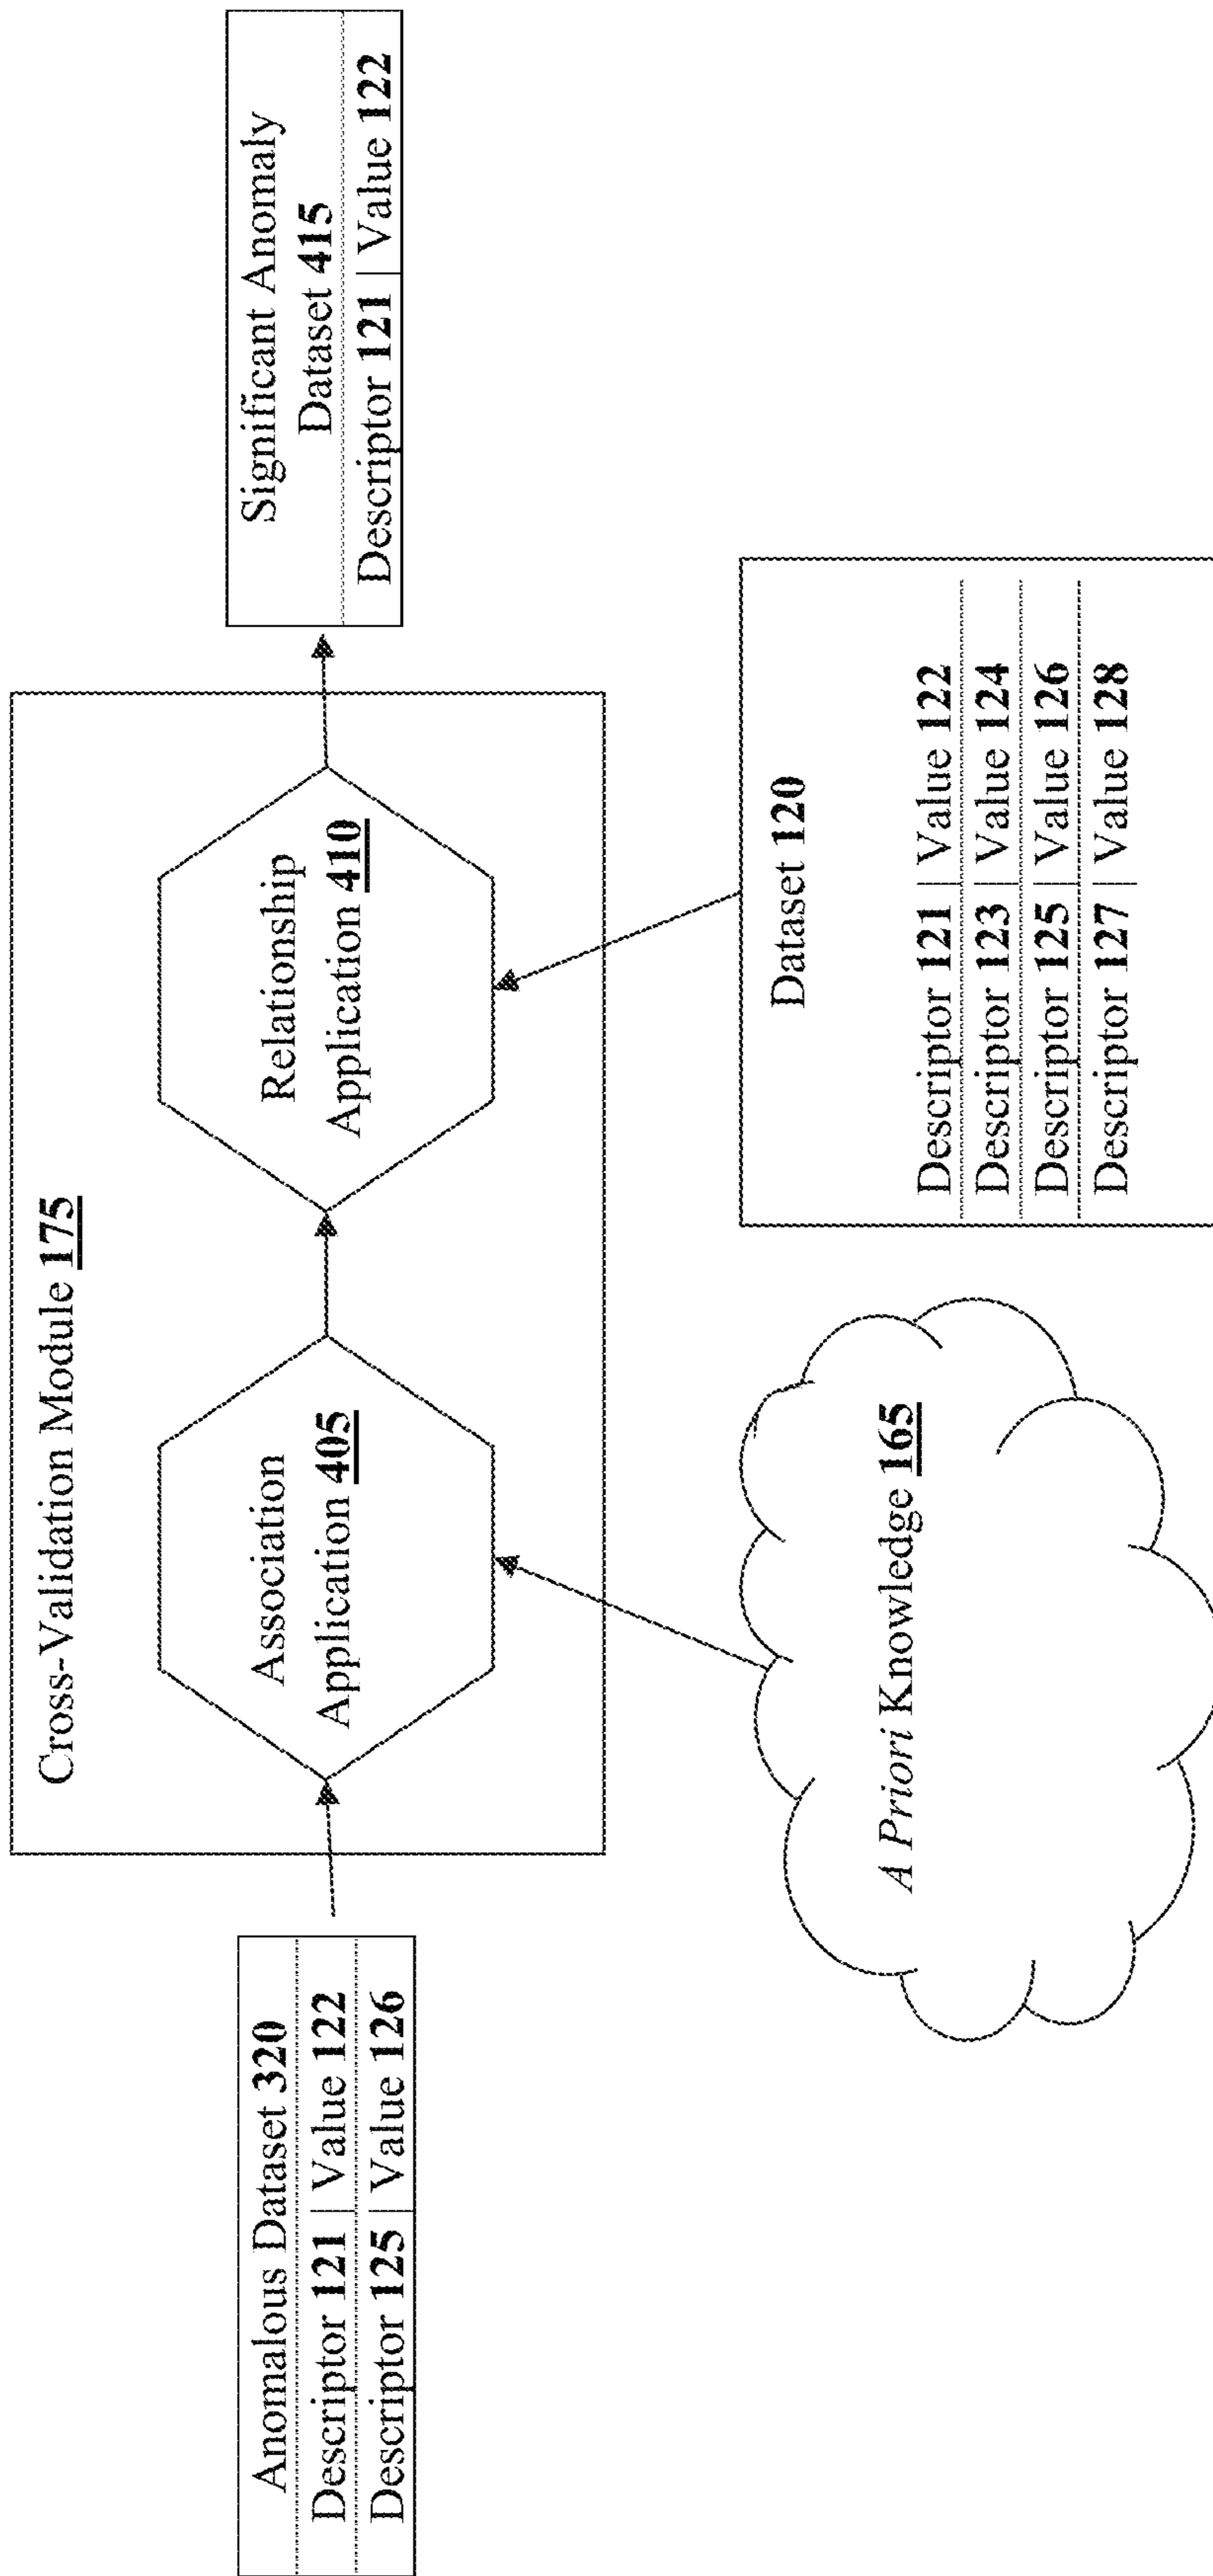 Cross-Validation Module 175
Anomalous Dataset 320
Descriptor 121 | Value 122
Descriptor 125 | Value 126
Association
Application 405
Relationship
Application 410
Significant Anomaly
Dataset 415
Descriptor 121 | Value 122
A Priori Knowledge 165
Dataset 120
Descriptor 121 | Value 122
Descriptor 123 | Value 124
Descriptor 125 | Value 126
Descriptor 127 | Value 128